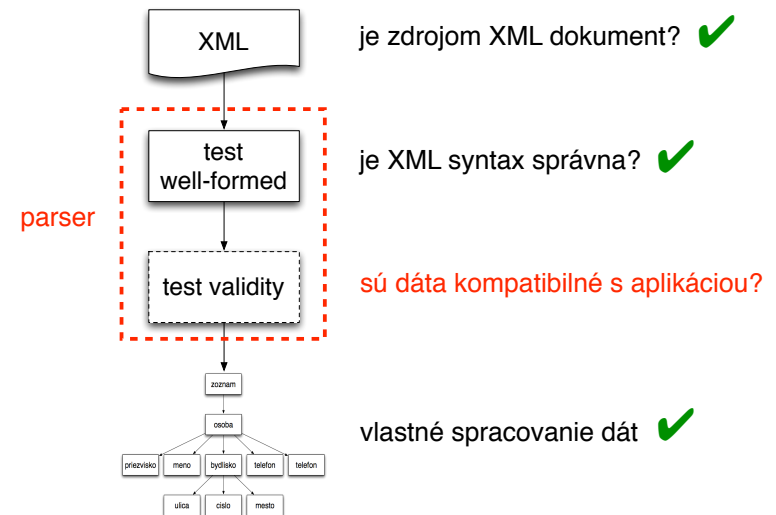 XML
je zdrojom XML dokument?
test
well-formed
je XML syntax správna?
parser
test validity
sú dáta kompatibilné s aplikáciou?
zoznam
osoba
vlastné spracovanie dát
priezvisko meno bydlisko telefon telefon
ulica cislo mesto